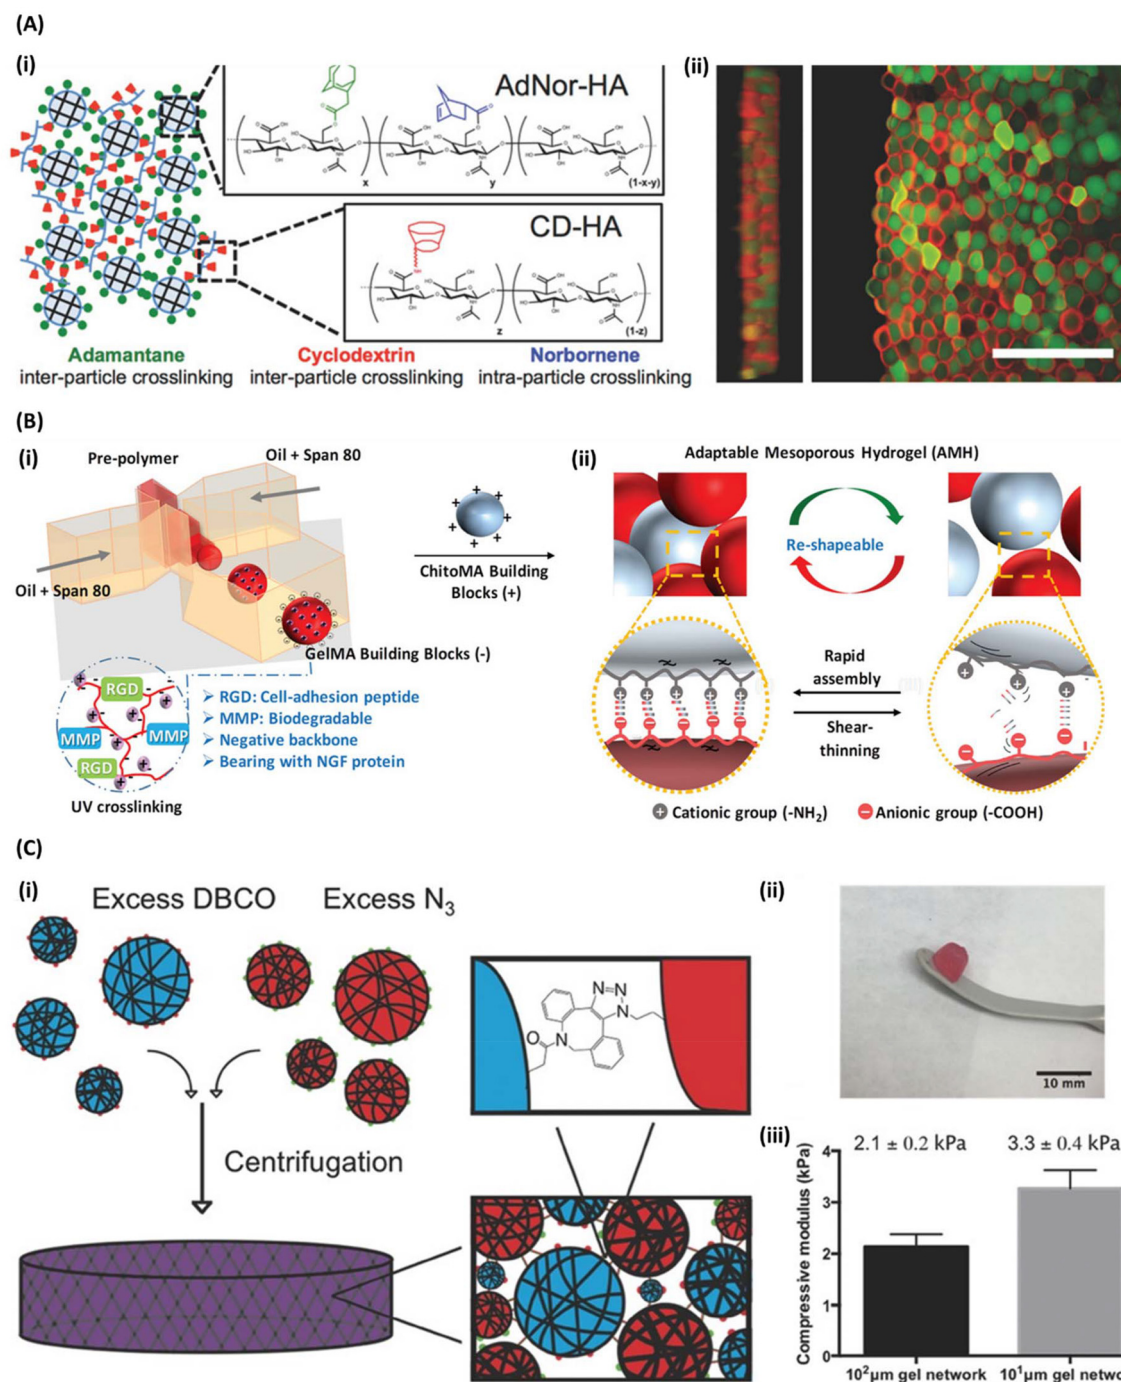 (A)
(i)
AdNor-HA
x
y
(1-x-y)
CD-HA
z
(1-z)
Adamantane
inter-particle crosslinking
Cyclodextrin
inter-particle crosslinking
Norbornene
intra-particle crosslinking
(ii)
(B)
(i)
Pre-polymer
Oil + Span 80
Oil + Span 80
ChitoMA Building
Blocks (+)
GelMA Building Blocks (-)
RGD
MMP
MMP
RGD
UV crosslinking
➢ RGD: Cell-adhesion peptide
➢ MMP: Biodegradable
➢ Negative backbone
➢ Bearing with NGF protein
(ii)
Adaptable Mesoporous Hydrogel (AMH)
Re-shapeable
Rapid
assembly
Shear-
thinning
Cationic group (-NH₂)
Anionic group (-COOH)
(C)
(i)
Excess DBCO
Excess N₃
Centrifugation
O
N
N
N
N
(ii)
10 mm
(iii)
2.1 ± 0.2 kPa
3.3 ± 0.4 kPa
Compressive modulus (kPa)
4
3
2
1
0
10²µm gel network
10¹µm gel netwo